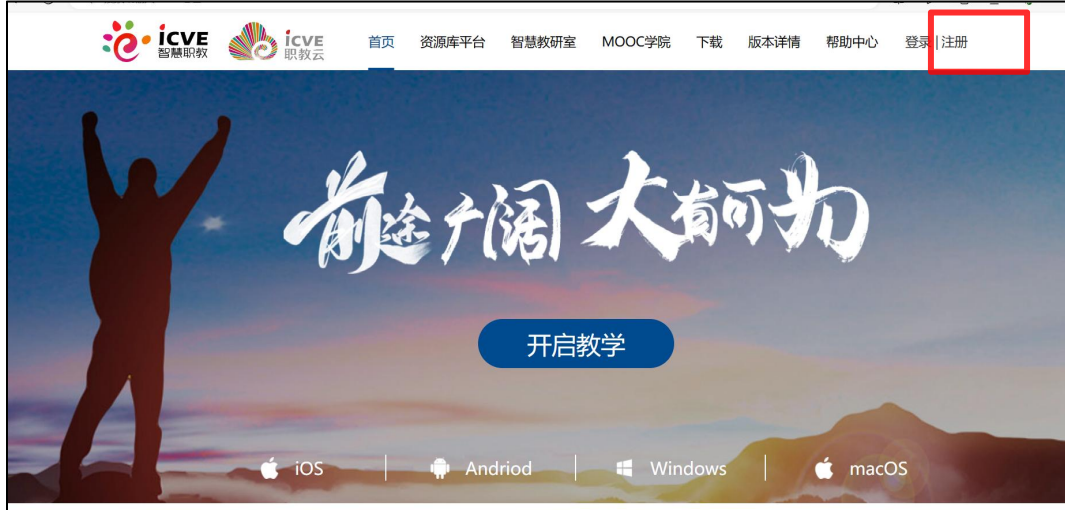 icve
智慧职教
icve
职教云
首页 资源库平台 智慧教研室 MOOC学院 下载 版本详情 帮助中心 登录|注册
前途广阔 大有可为
开启教学
iOS Andriod Windows macOS